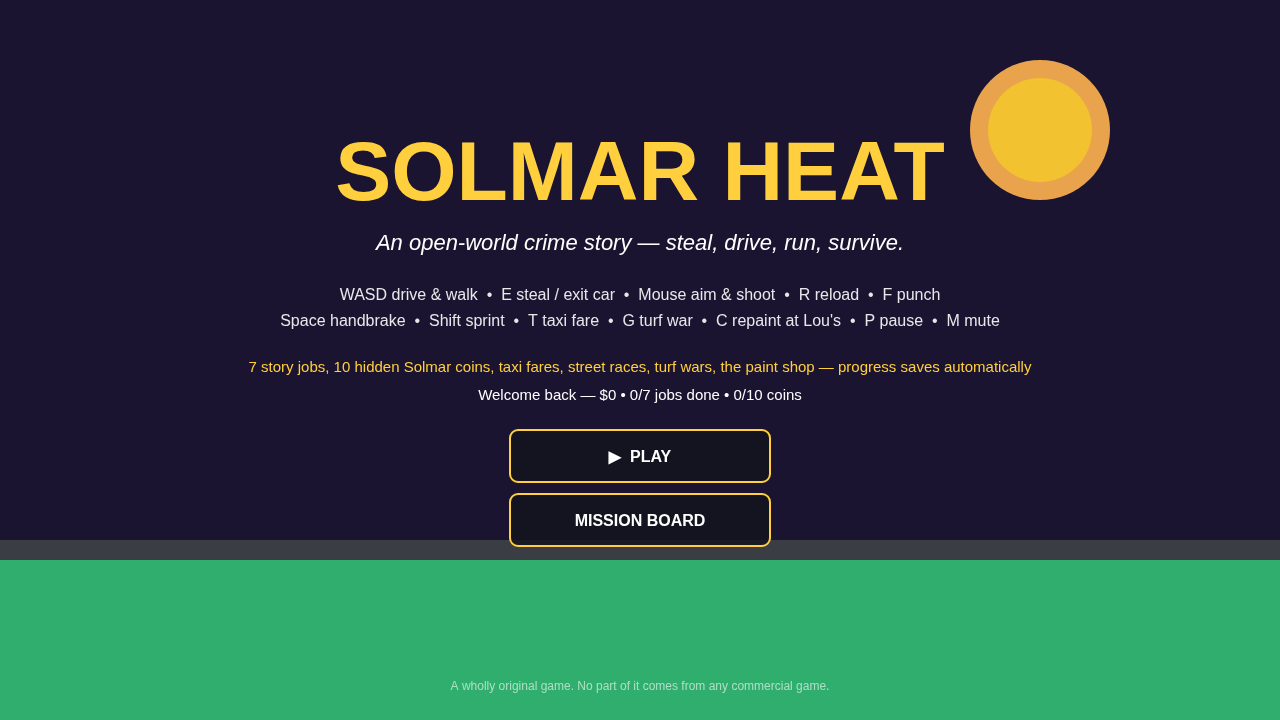 SOLMAR HEAT
An open-world crime story — steal, drive, run, survive.
WASD drive & walk • E steal / exit car • Mouse aim & shoot • R reload • F punch
Space handbrake • Shift sprint • T taxi fare • G turf war • C repaint at Lou's • P pause • M mute
7 story jobs, 10 hidden Solmar coins, taxi fares, street races, turf wars, the paint shop — progress saves automatically
Welcome back — $0 • 0/7 jobs done • 0/10 coins
▶ PLAY
MISSION BOARD
A wholly original game. No part of it comes from any commercial game.